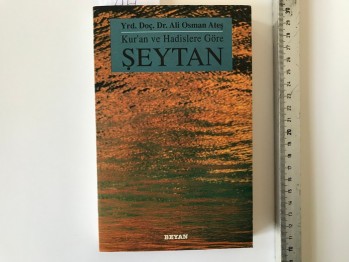 Yrd. Doç. Dr. Ali Osman Ateş
Kur'an ve Hadislere Göre
ŞEYTAN
BEYAN